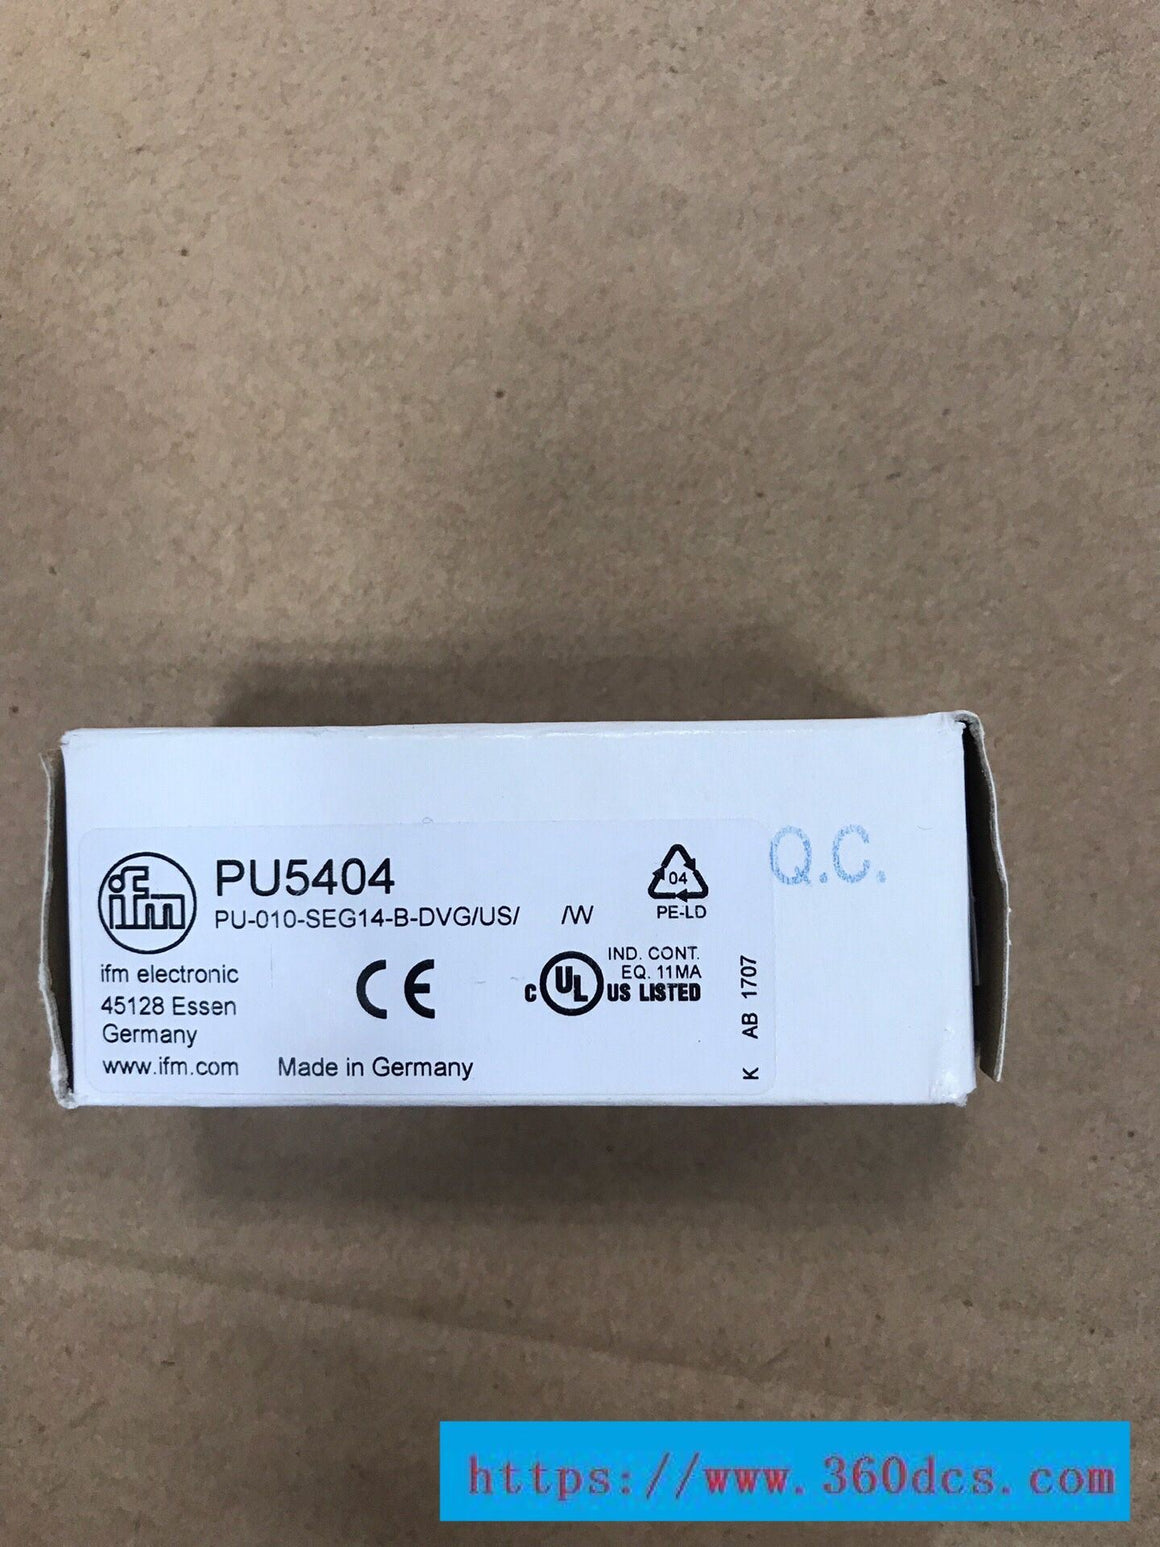 ifm
PU5404
PU-010-SEG14-B-DVG/US/ /W
04
PE-LD
Q.C.
ifm electronic
45128 Essen
Germany
www.ifm.com
CE
Made in Germany
C UL US LISTED
IND. CONT.
EQ. 11MA
K AB 1707
https://www.360dcs.com